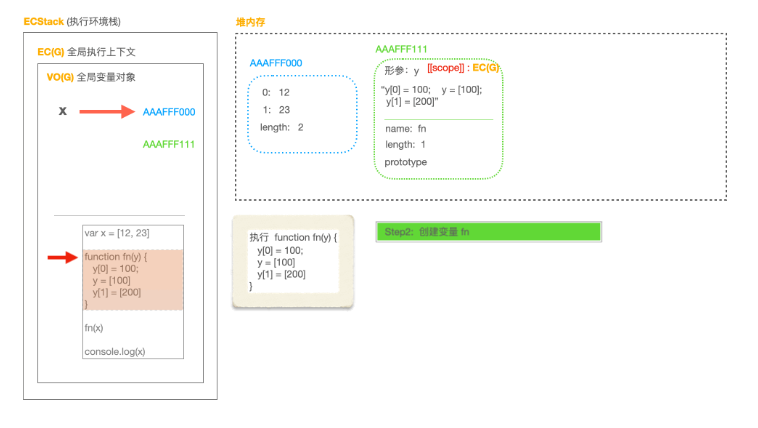 ECStack (执行环境栈)
EC(G) 全局执行上下文
VO(G) 全局变量对象
x
AAAFFF000
AAAFFF111
var x = [12, 23]
function fn(y) {
y[0] = 100;
y = [100]
y[1] = [200]
}
fn(x)
console.log(x)
堆内存
AAAFFF000
0: 12
1: 23
length: 2
AAAFFF111
形参: y [[scope]] : EC(G)
"y[0] = 100; y = [100];
y[1] = [200]"
name: fn
length: 1
prototype
执行 function fn(y) {
y[0] = 100;
y = [100]
y[1] = [200]
}
Step2: 创建变量 fn